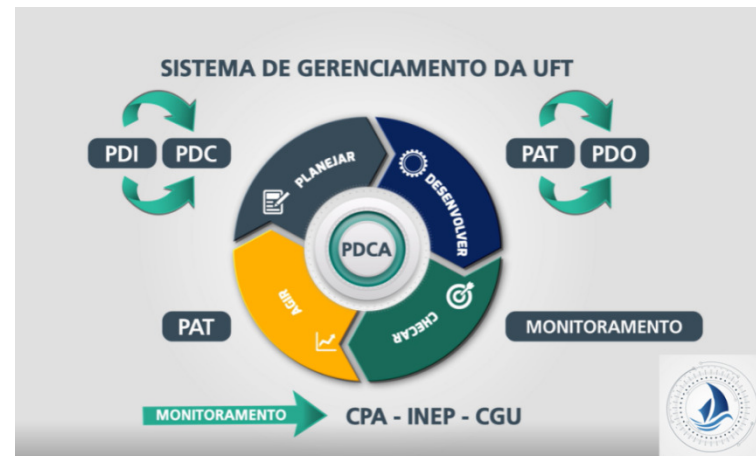 SISTEMA DE GERENCIAMENTO DA UFT
PDI PDC
PAT PDO
PLANEJAR
DESENVOLVER
PDCA
AGIR
CHECAR
PAT
MONITORAMENTO
MONITORAMENTO
CPA - INEP - CGU